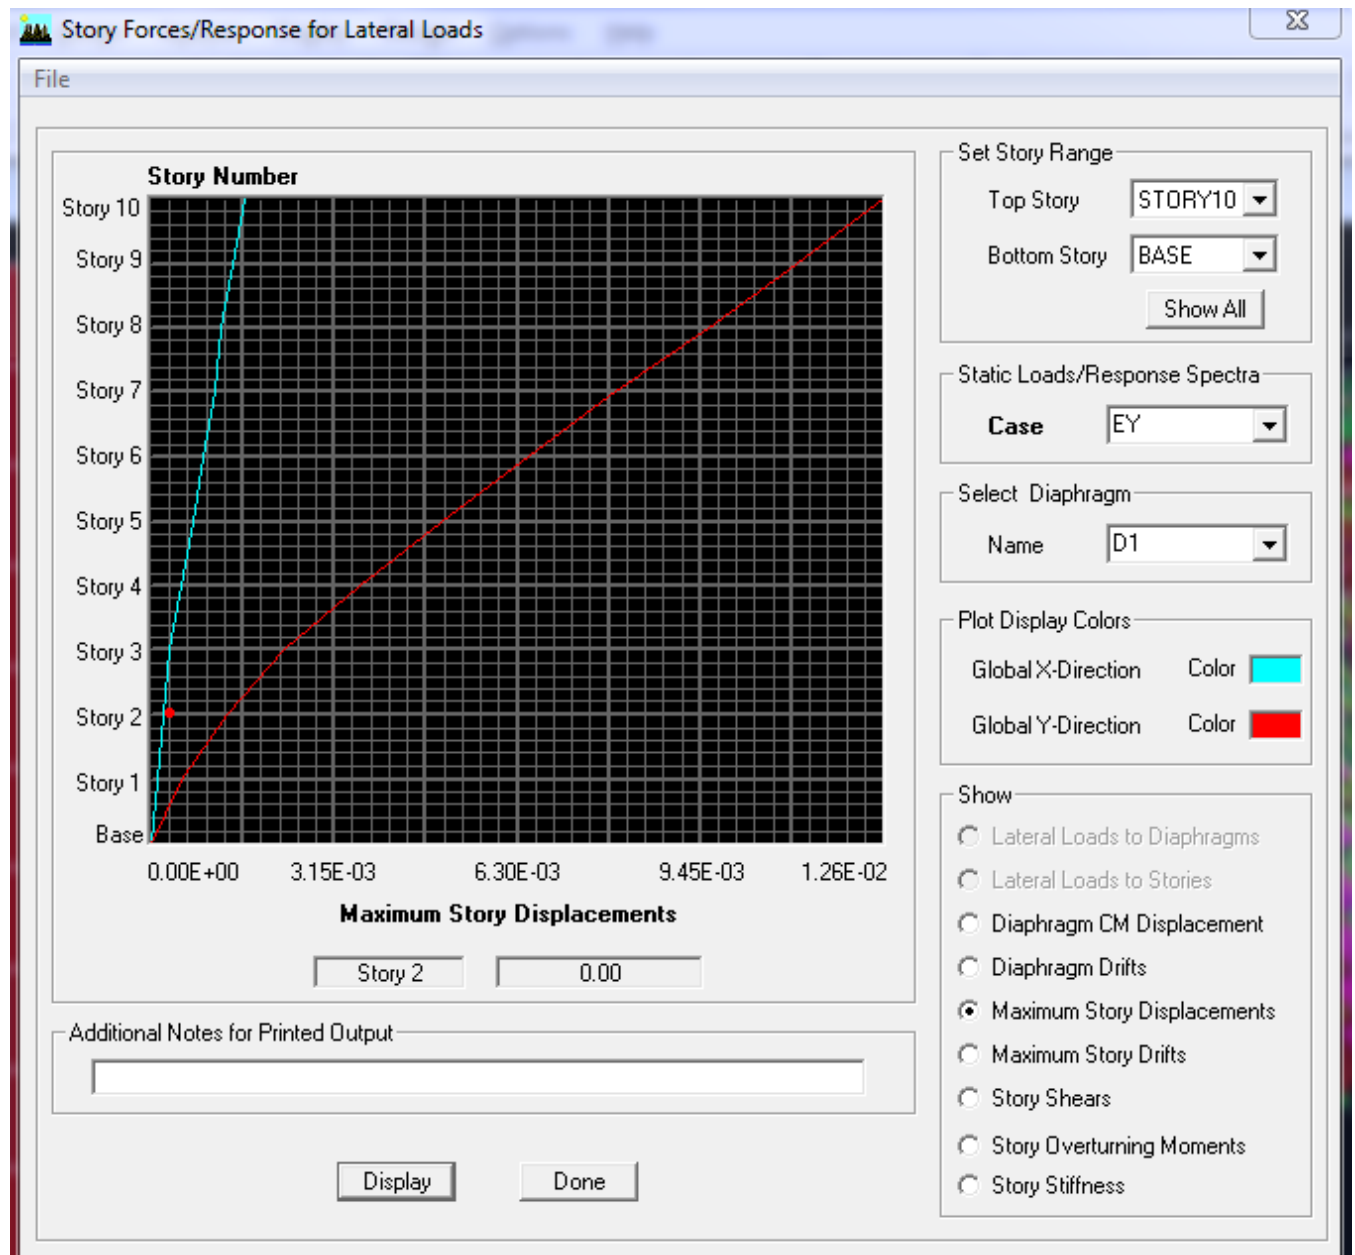 Story Forces/Response for Lateral Loads
File
Story Number
Story 10
Story 9
Story 8
Story 7
Story 6
Story 5
Story 4
Story 3
Story 2
Story 1
Base
0.00E+00 3.15E-03 6.30E-03 9.45E-03 1.26E-02
Maximum Story Displacements
Story 2 0.00
Additional Notes for Printed Output
Display Done
Set Story Range
Top Story STORY10
Bottom Story BASE
Show All
Static Loads/Response Spectra
Case EY
Select Diaphragm
Name D1
Plot Display Colors
Global X-Direction Color
Global Y-Direction Color
Show
Lateral Loads to Diaphragms
Lateral Loads to Stories
Diaphragm CM Displacement
Diaphragm Drifts
Maximum Story Displacements
Maximum Story Drifts
Story Shears
Story Overturning Moments
Story Stiffness